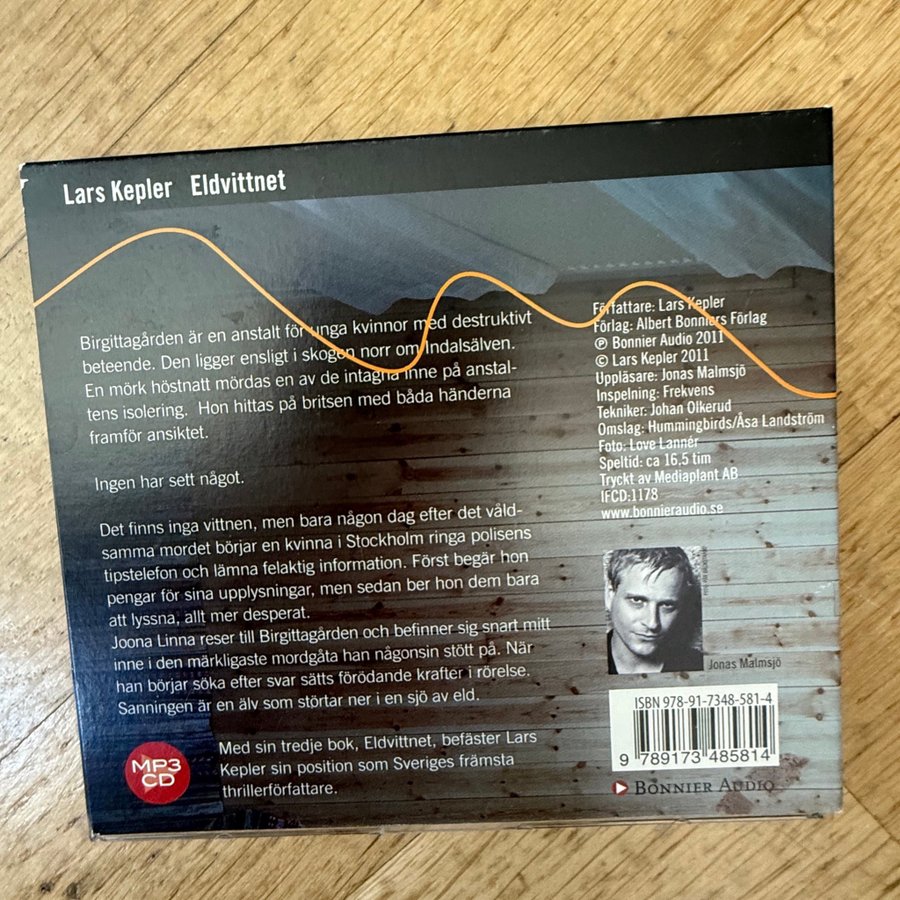 Lars Kepler Eldvittnet
Birgittagården är en anstalt för unga kvinnor med destruktivt
beteende. Den ligger ensligt i skogen norr om Indalsälven.
En mörk höstnatt mördas en av de intagna inne på anstal-
tens isolering. Hon hittas på britsen med båda händerna
framför ansiktet.
Ingen har sett något.
Det finns inga vittnen, men bara någon dag efter det våld-
samma mordet börjar en kvinna i Stockholm ringa polisens
tipstelefon och lämna felaktig information. Först begär hon
pengar för sina upplysningar, men sedan ber hon dem bara
att lyssna, allt mer desperat.
Joona Linna reser till Birgittagården och befinner sig snart mitt
inne i den märkligaste mordgåta han någonsin stött på. När
han börjar söka efter svar sätts förödande krafter i rörelse.
Sanningen är en älv som störtar ner i en sjö av eld.
Med sin tredje bok, Eldvittnet, befäster Lars
Kepler sin position som Sveriges främsta
thrillerförfattare.
MP3
CD
Författare: Lars Kepler
Förlag: Albert Bonniers Förlag
℗ Bonnier Audio 2011
© Lars Kepler 2011
Uppläsare: Jonas Malmsjö
Inspelning: Frekvens
Tekniker: Johan Olkerud
Omslag: Hummingbirds/Åsa Landström
Foto: Love Lannér
Speltid: ca 16,5 tim
Tryckt av Mediaplant AB
IFCD:1178
www.bonnieraudio.se
Jonas Malmsjö
ISBN 978-91-7348-581-4
9 789173 485814
BONNIER AUDIO